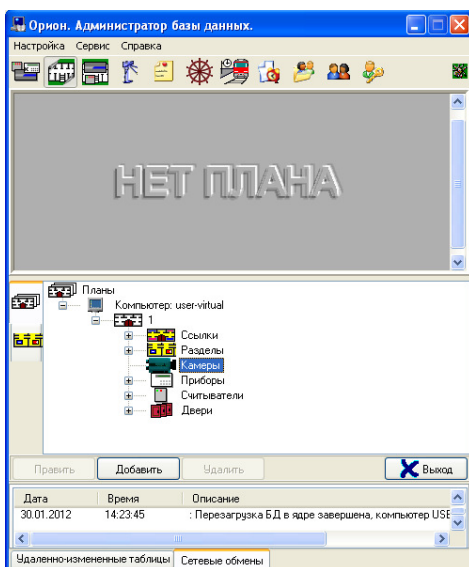 Орион. Администратор базы данных.
Настройка Сервис Справка
НЕТ ПЛАНА
Планы
Компьютер: user-virtual
1
Ссылки
Разделы
Камеры
Приборы
Считыватели
Двери
Править Добавить Удалить Выход
Дата Время Описание
30.01.2012 14:23:45 : Перезагрузка БД в ядре завершена, компьютер USE
Удаленно-измененные таблицы Сетевые обмены